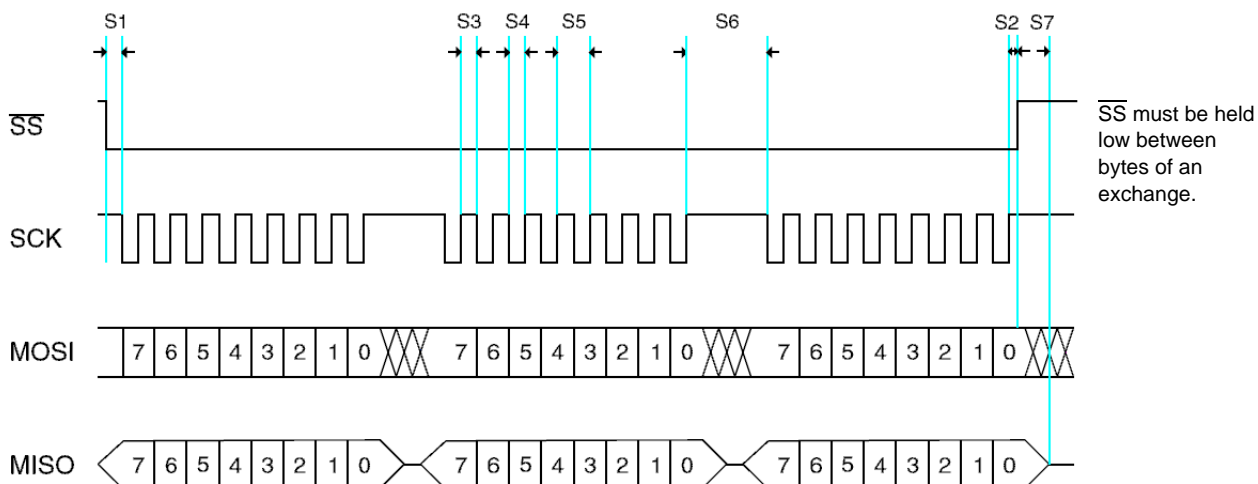 S1 S3 S4 S5 S6 S2 S7
SS
SS must be held
low between
bytes of an
exchange.
SCK
MOSI 7 6 5 4 3 2 1 0 7 6 5 4 3 2 1 0 7 6 5 4 3 2 1 0
MISO 7 6 5 4 3 2 1 0 7 6 5 4 3 2 1 0 7 6 5 4 3 2 1 0